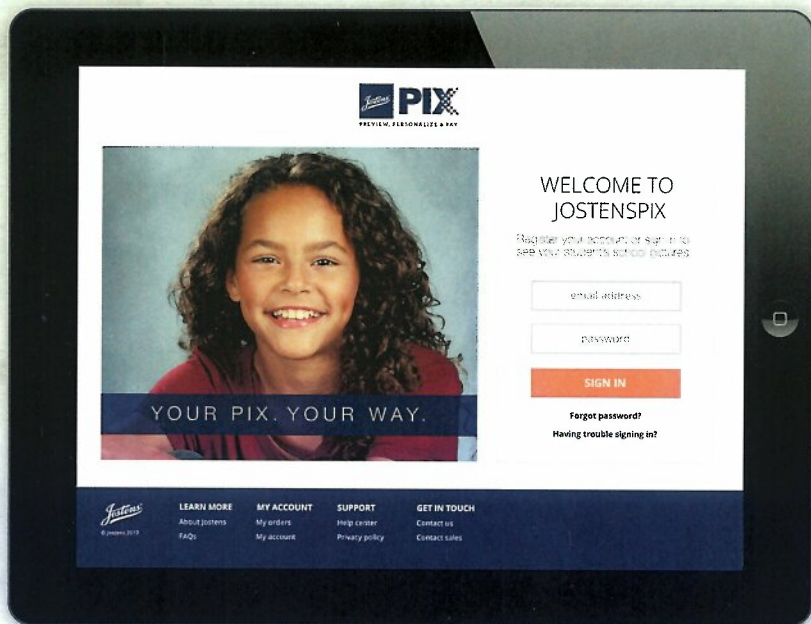 Jostens PIX
PREVIEW, PERSONALIZE & PAY
WELCOME TO
JOSTENSPIX
Register your account or sign in to
see your student's school pictures
email address
password
SIGN IN
Forgot password?
Having trouble signing in?
YOUR PIX. YOUR WAY.
Jostens
LEARN MORE
About Jostens
FAQs
MY ACCOUNT
My orders
My account
SUPPORT
Help center
Privacy policy
GET IN TOUCH
Contact us
Contact sales